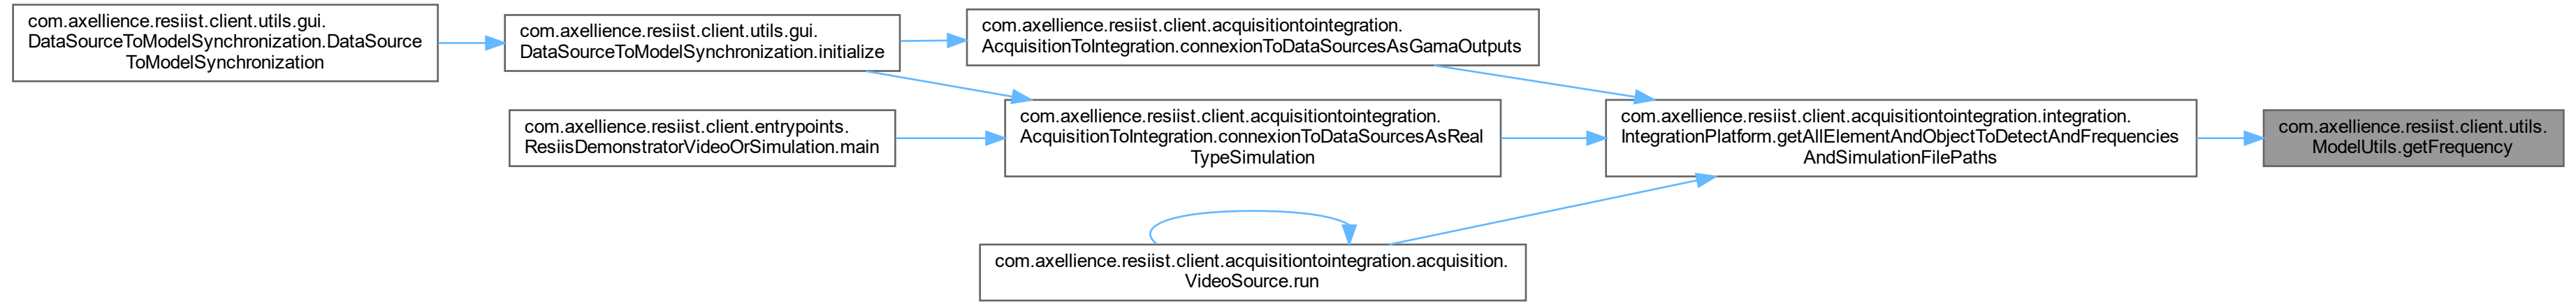 com.axellience.resiist.client.utils.gui.
DataSourceToModelSynchronization.DataSource
ToModelSynchronization
com.axellience.resiist.client.utils.gui.
DataSourceToModelSynchronization.initialize
com.axellience.resiist.client.acquisitiontointegration.
AcquisitionToIntegration.connexionToDataSourcesAsGamaOutputs
com.axellience.resiist.client.entrypoints.
ResiisDemonstratorVideoOrSimulation.main
com.axellience.resiist.client.acquisitiontointegration.
AcquisitionToIntegration.connexionToDataSourcesAsReal
TypeSimulation
com.axellience.resiist.client.acquisitiontointegration.integration.
IntegrationPlatform.getAllElementAndObjectToDetectAndFrequencies
AndSimulationFilePaths
com.axellience.resiist.client.utils.
ModelUtils.getFrequency
com.axellience.resiist.client.acquisitiontointegration.acquisition.
VideoSource.run